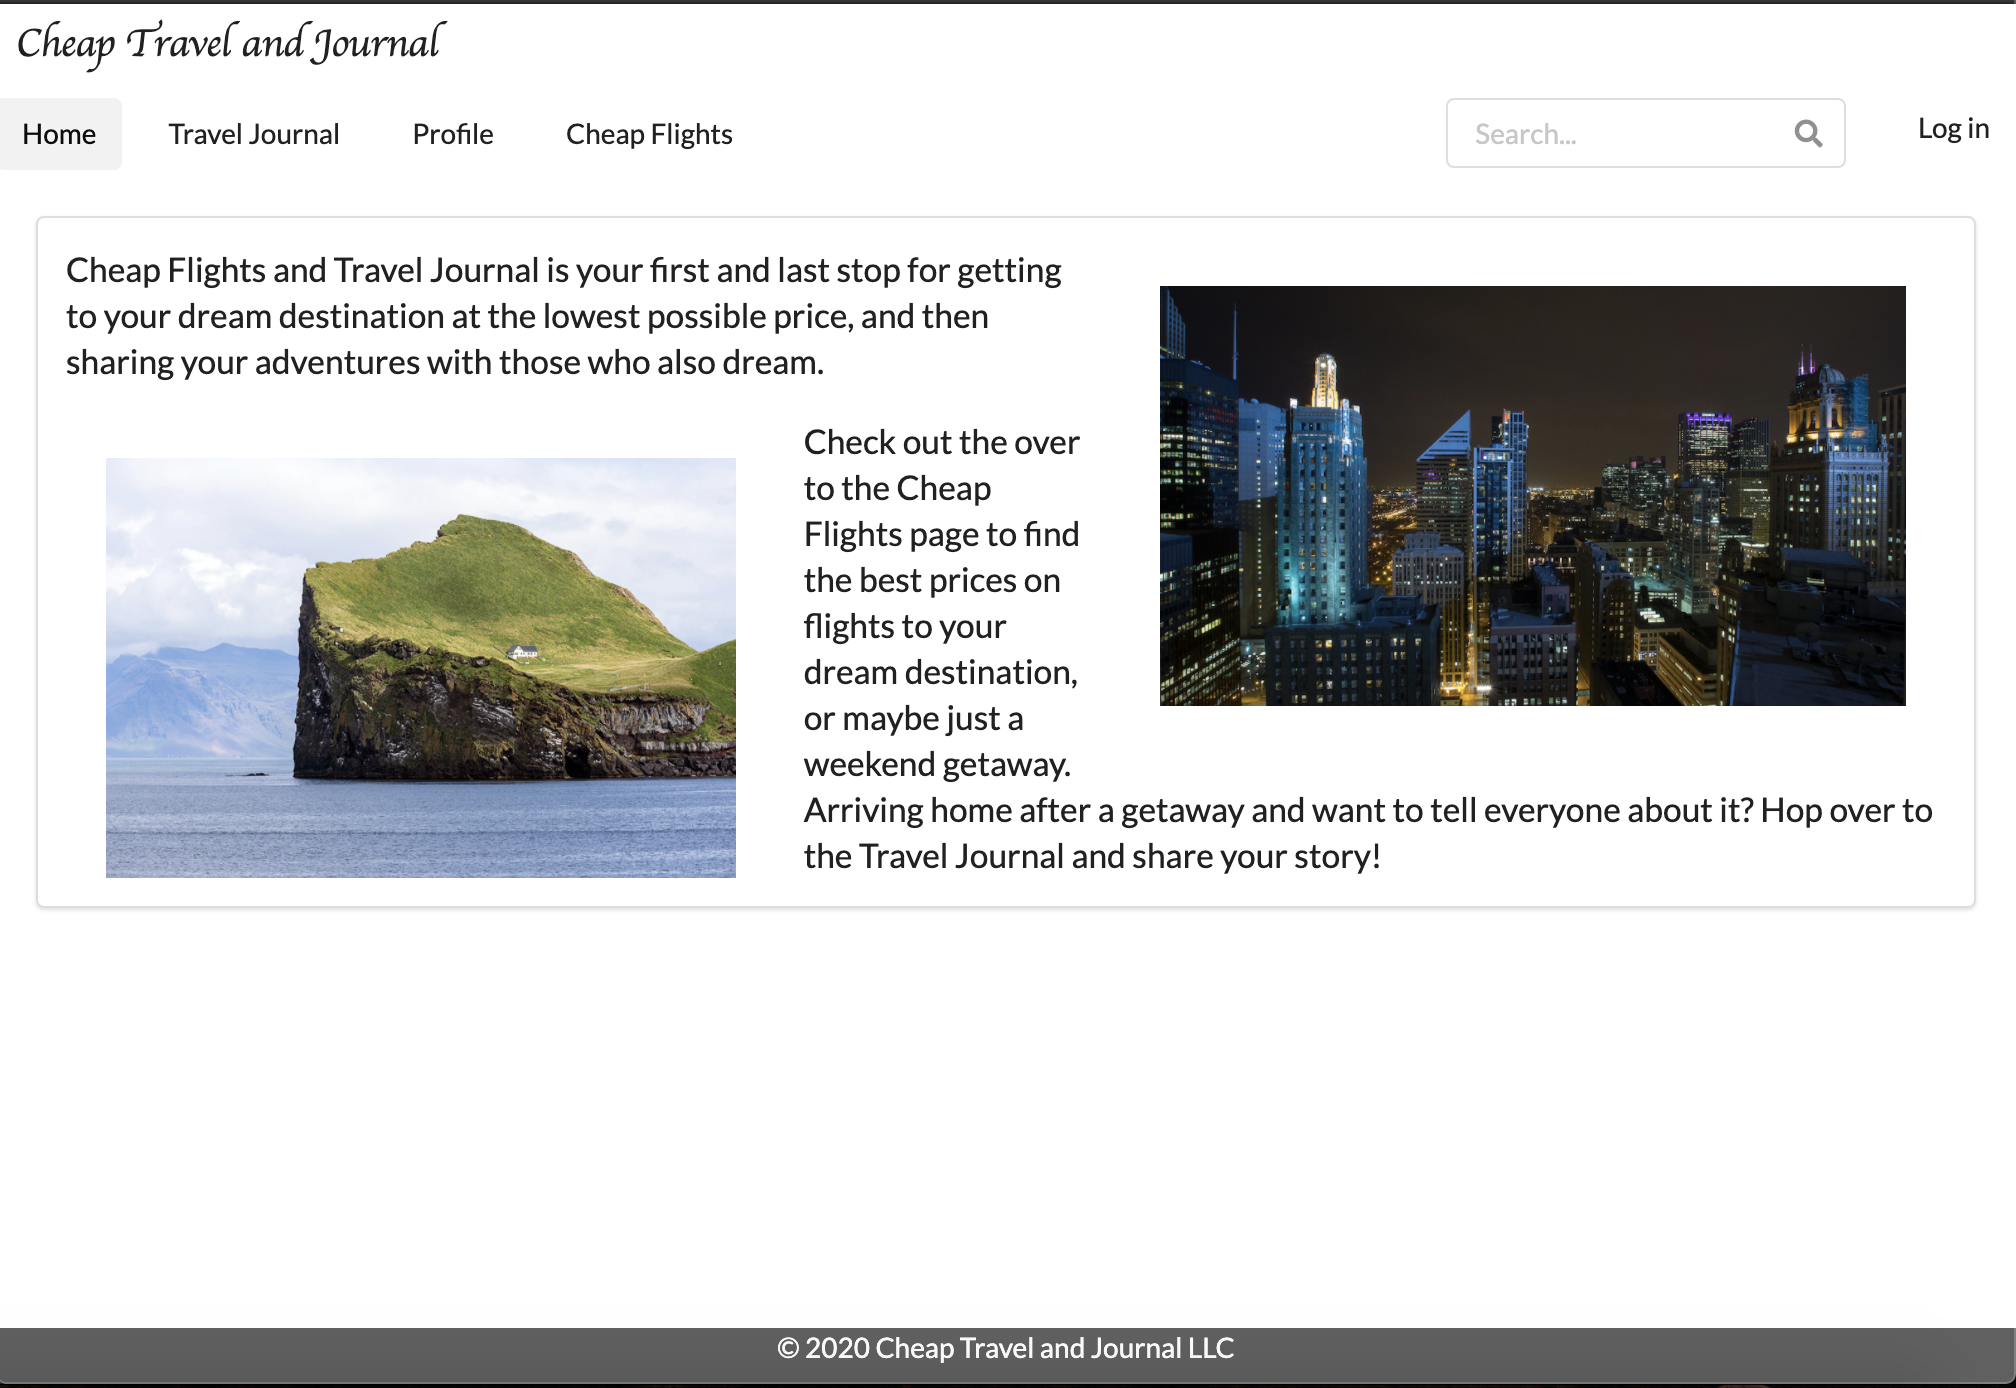 Cheap Travel and Journal
Home Travel Journal Profile Cheap Flights Search... Log in
Cheap Flights and Travel Journal is your first and last stop for getting
to your dream destination at the lowest possible price, and then
sharing your adventures with those who also dream.
Check out the over
to the Cheap
Flights page to find
the best prices on
flights to your
dream destination,
or maybe just a
weekend getaway.
Arriving home after a getaway and want to tell everyone about it? Hop over to
the Travel Journal and share your story!
© 2020 Cheap Travel and Journal LLC